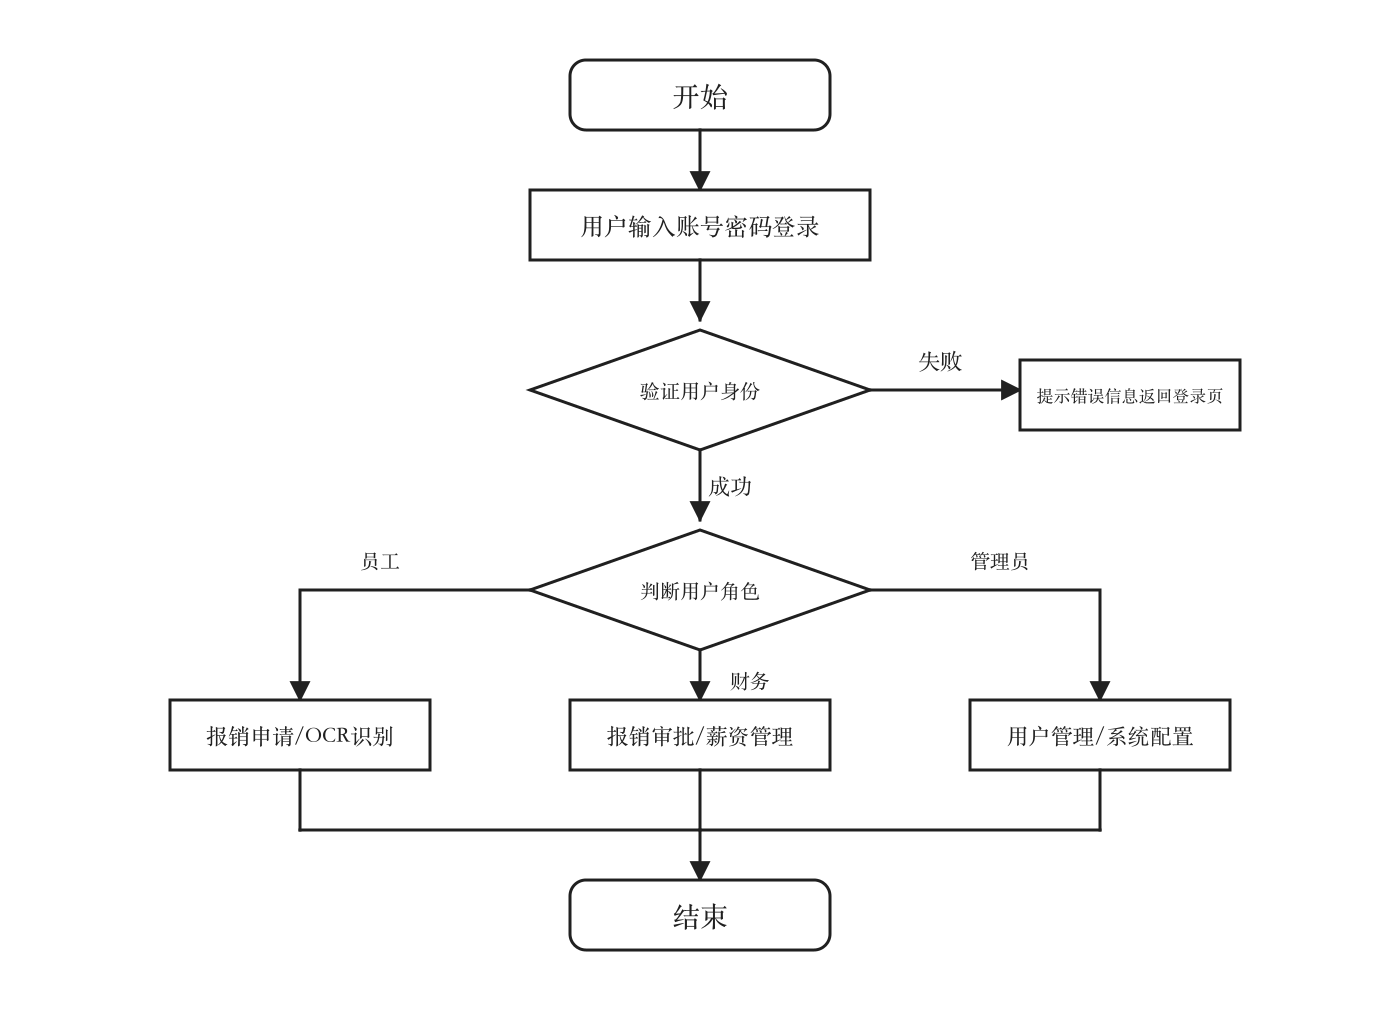 开始
用户输入账号密码登录
失败
验证用户身份
提示错误信息返回登录页
成功
员工
管理员
判断用户角色
财务
报销申请/OCR识别
报销审批/薪资管理
用户管理/系统配置
结束